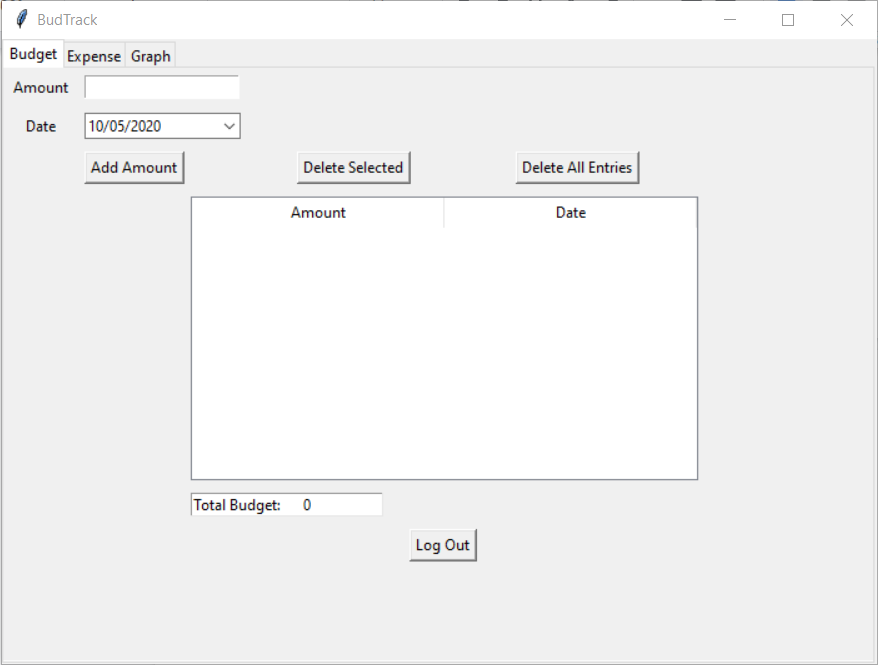 BudTrack
Budget Expense Graph
Amount
Date 10/05/2020
Add Amount Delete Selected Delete All Entries
Amount Date
Total Budget: 0
Log Out